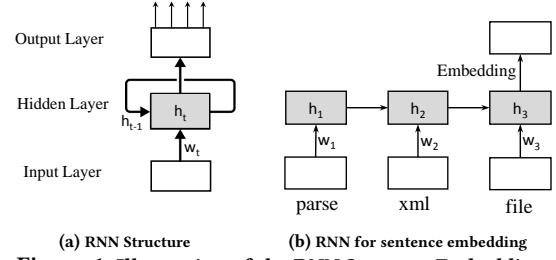 Output Layer
Hidden Layer
h_t
h_{t-1}
w_t
Input Layer
(a) RNN Structure
Embedding
h_1
h_2
h_3
w_1
w_2
w_3
parse
xml
file
(b) RNN for sentence embedding